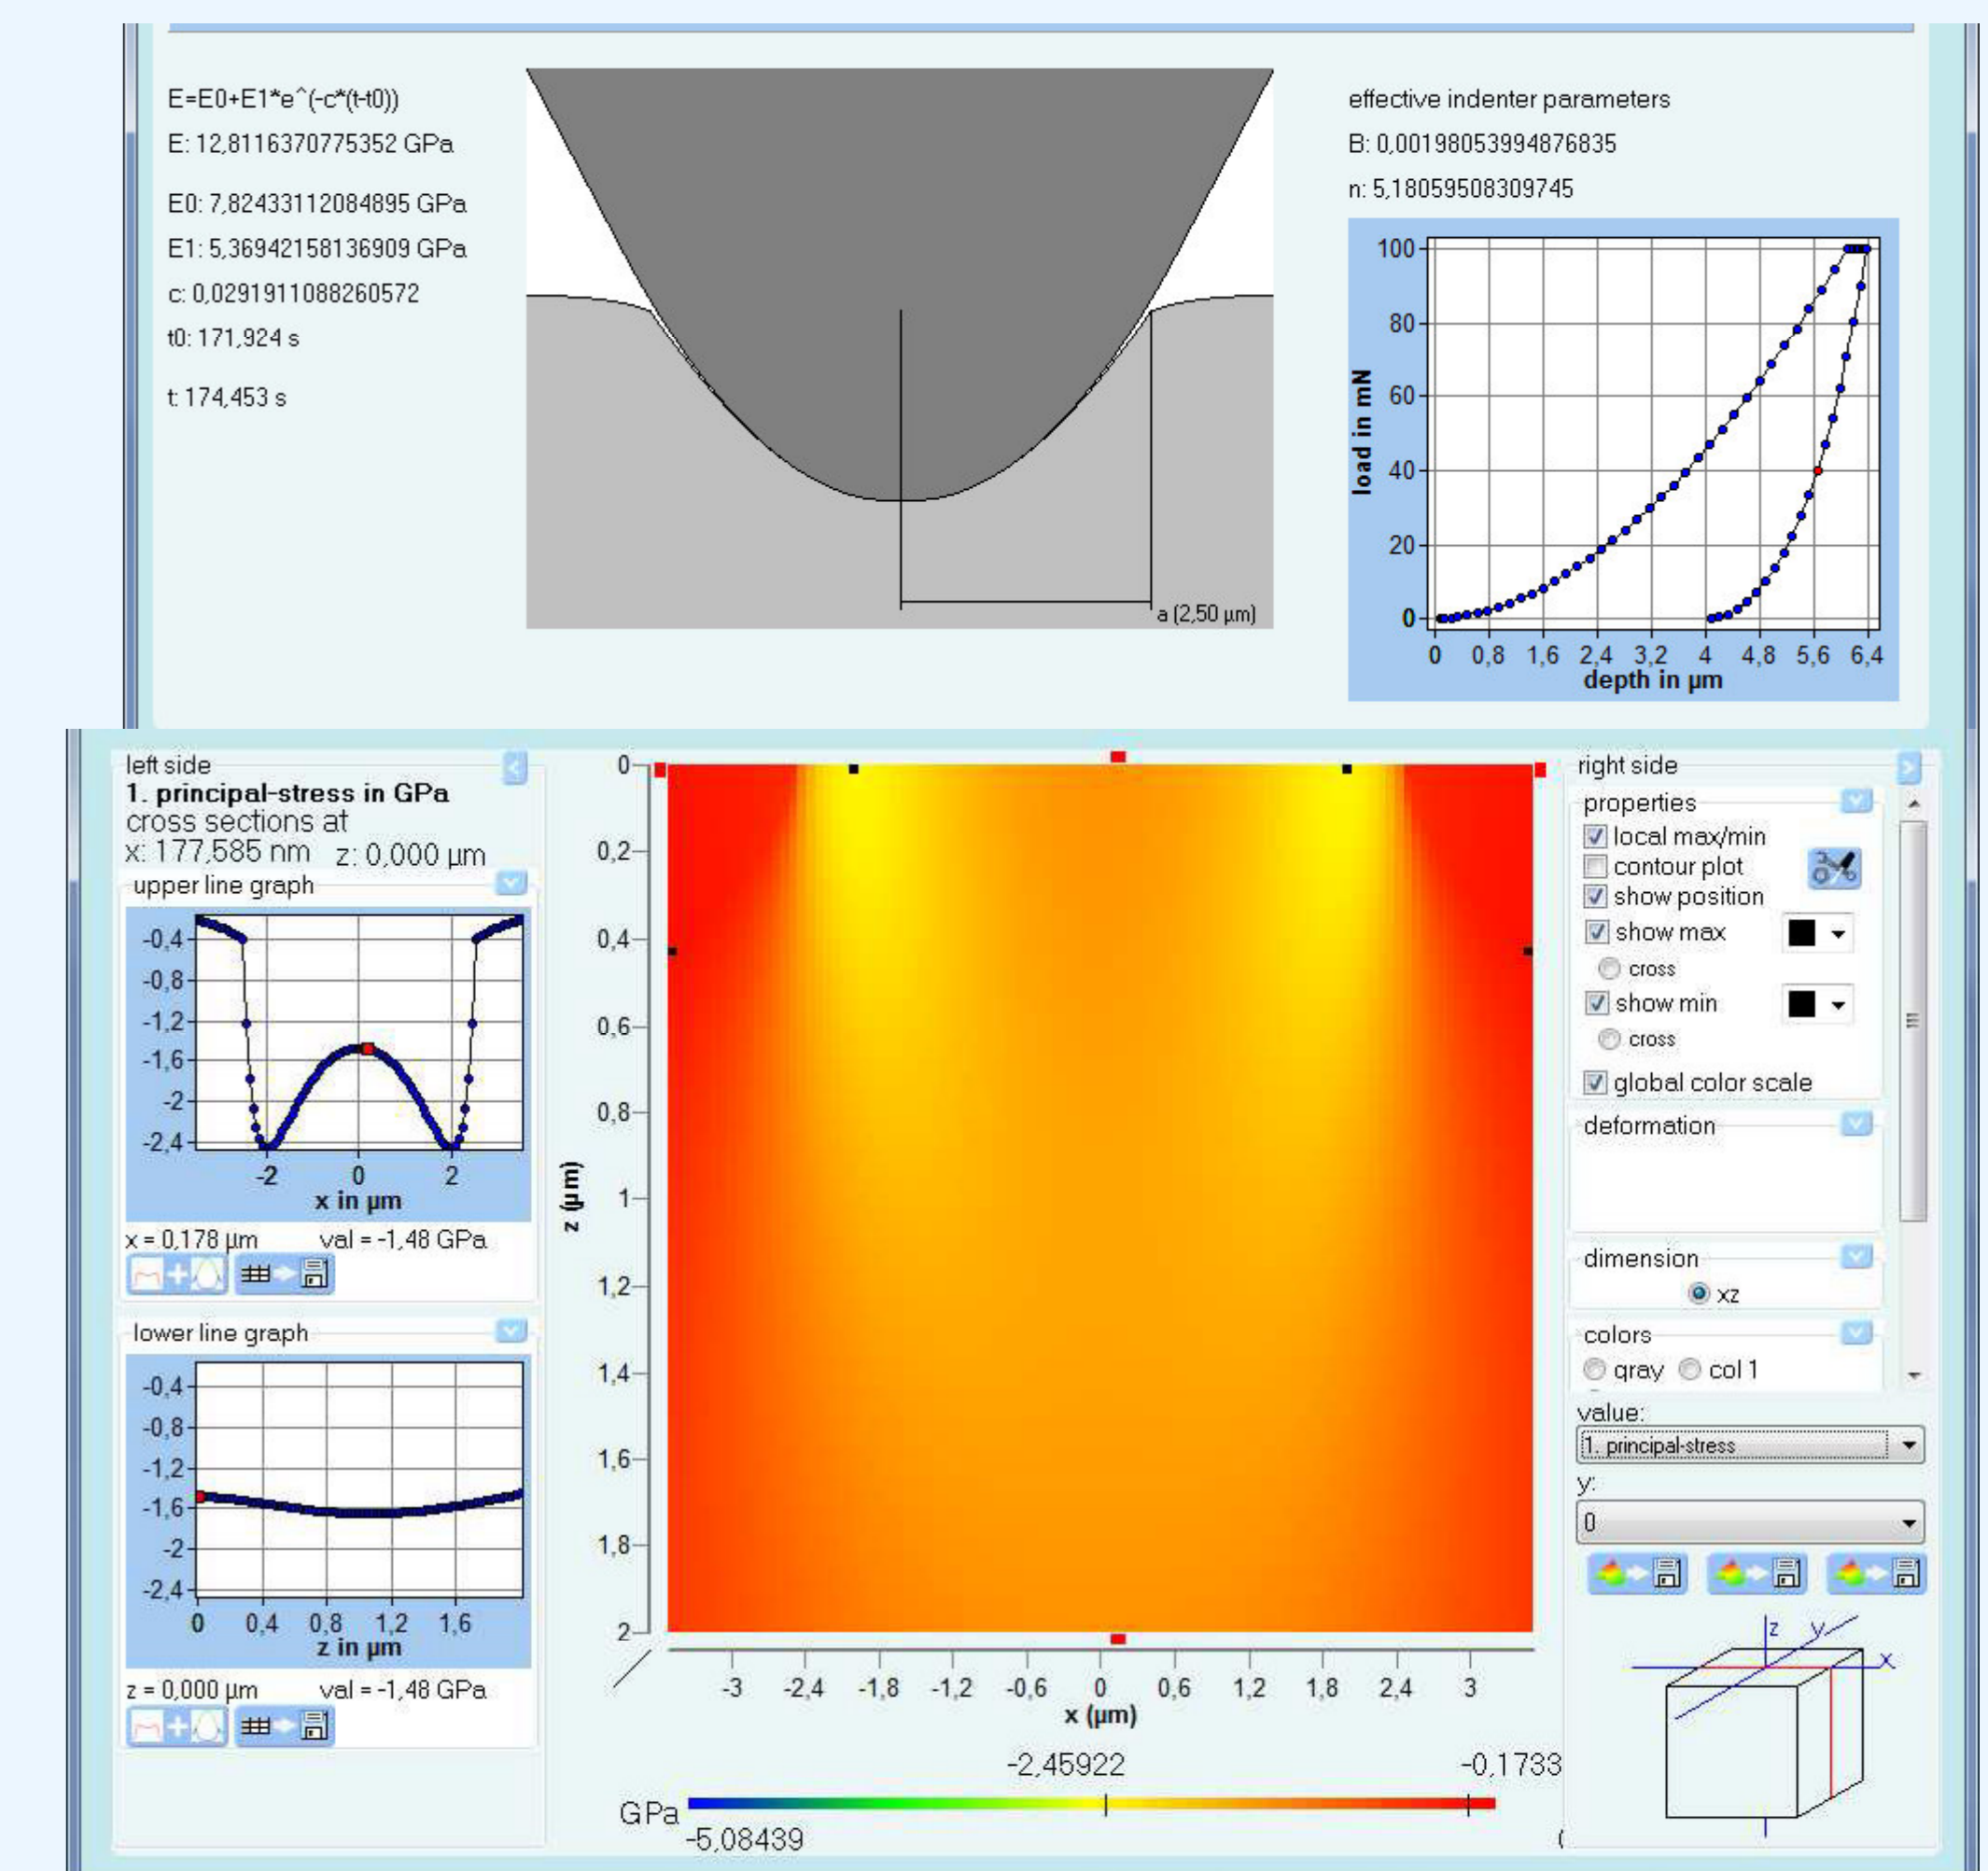 E=E0+E1*e^(-c*(t-t0))
E: 12,8116370775352 GPa
E0: 7,82433112084895 GPa
E1: 5,36942158136909 GPa
c: 0,0291911088260572
t0: 171,924 s
t: 174,453 s
a (2,50 µm)
effective indenter parameters
B: 0,00198053994876835
n: 5,18059508309745
load in mN
100
80
60
40
20
0
0 0,8 1,6 2,4 3,2 4 4,8 5,6 6,4
depth in µm
left side
1. principal-stress in GPa
cross sections at
x: 177,585 nm z: 0,000 µm
upper line graph
-0,4
-0,8
-1,2
-1,6
-2
-2,4
-2 0 2
x in µm
x = 0,178 µm val = -1,48 GPa
lower line graph
-0,4
-0,8
-1,2
-1,6
-2
-2,4
0 0,4 0,8 1,2 1,6
z in µm
z = 0,000 µm val = -1,48 GPa
z (µm)
0
0,2
0,4
0,6
0,8
1
1,2
1,4
1,6
1,8
2
-3 -2,4 -1,8 -1,2 -0,6 0 0,6 1,2 1,8 2,4 3
x (µm)
-2,45922 -0,1733
GPa
-5,08439
right side
properties
local max/min
contour plot
show position
show max
cross
show min
cross
global color scale
deformation
dimension
xz
colors
gray col 1
value:
1. principal-stress
y:
0
z y
x